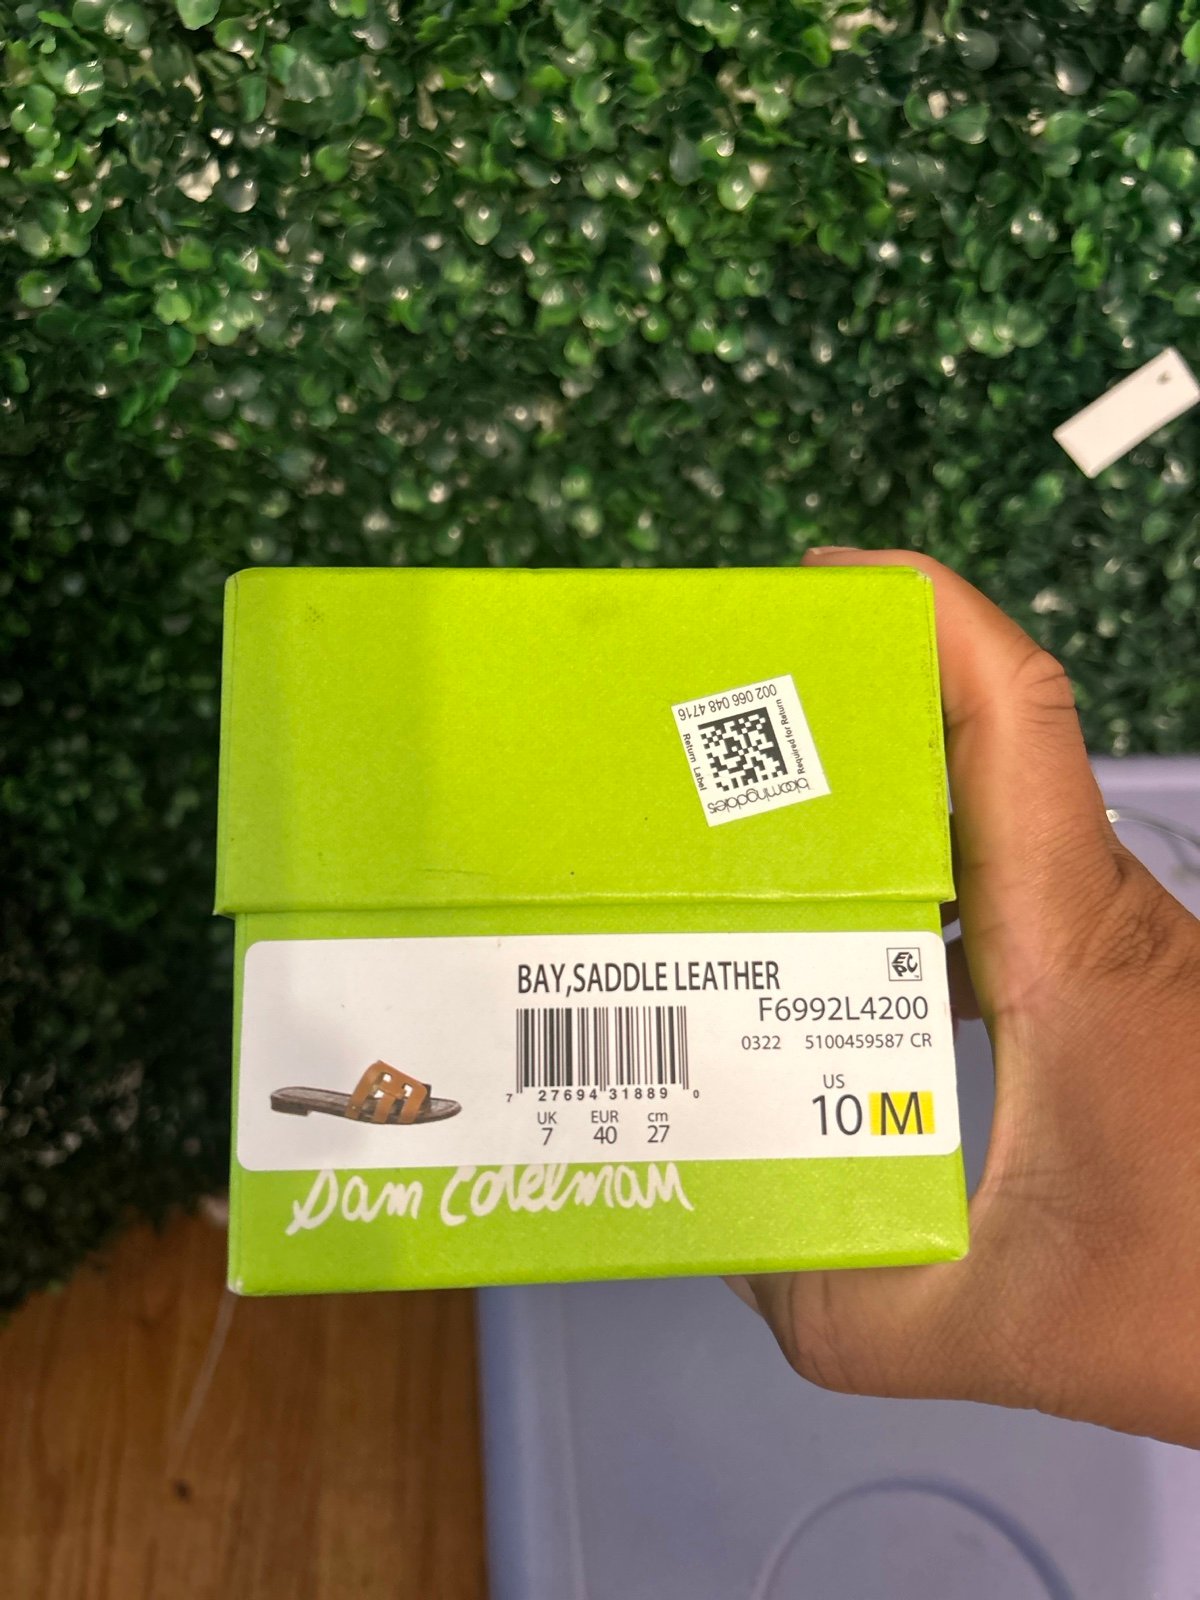 002 066 048 4716
Return Label
Required for Return
bloomingdales
BAY,SADDLE LEATHER
EPC
F6992L4200
0322 5100459587 CR
7 27694 31889 0
UK EUR cm
7 40 27
US
10 M
Sam Edelman